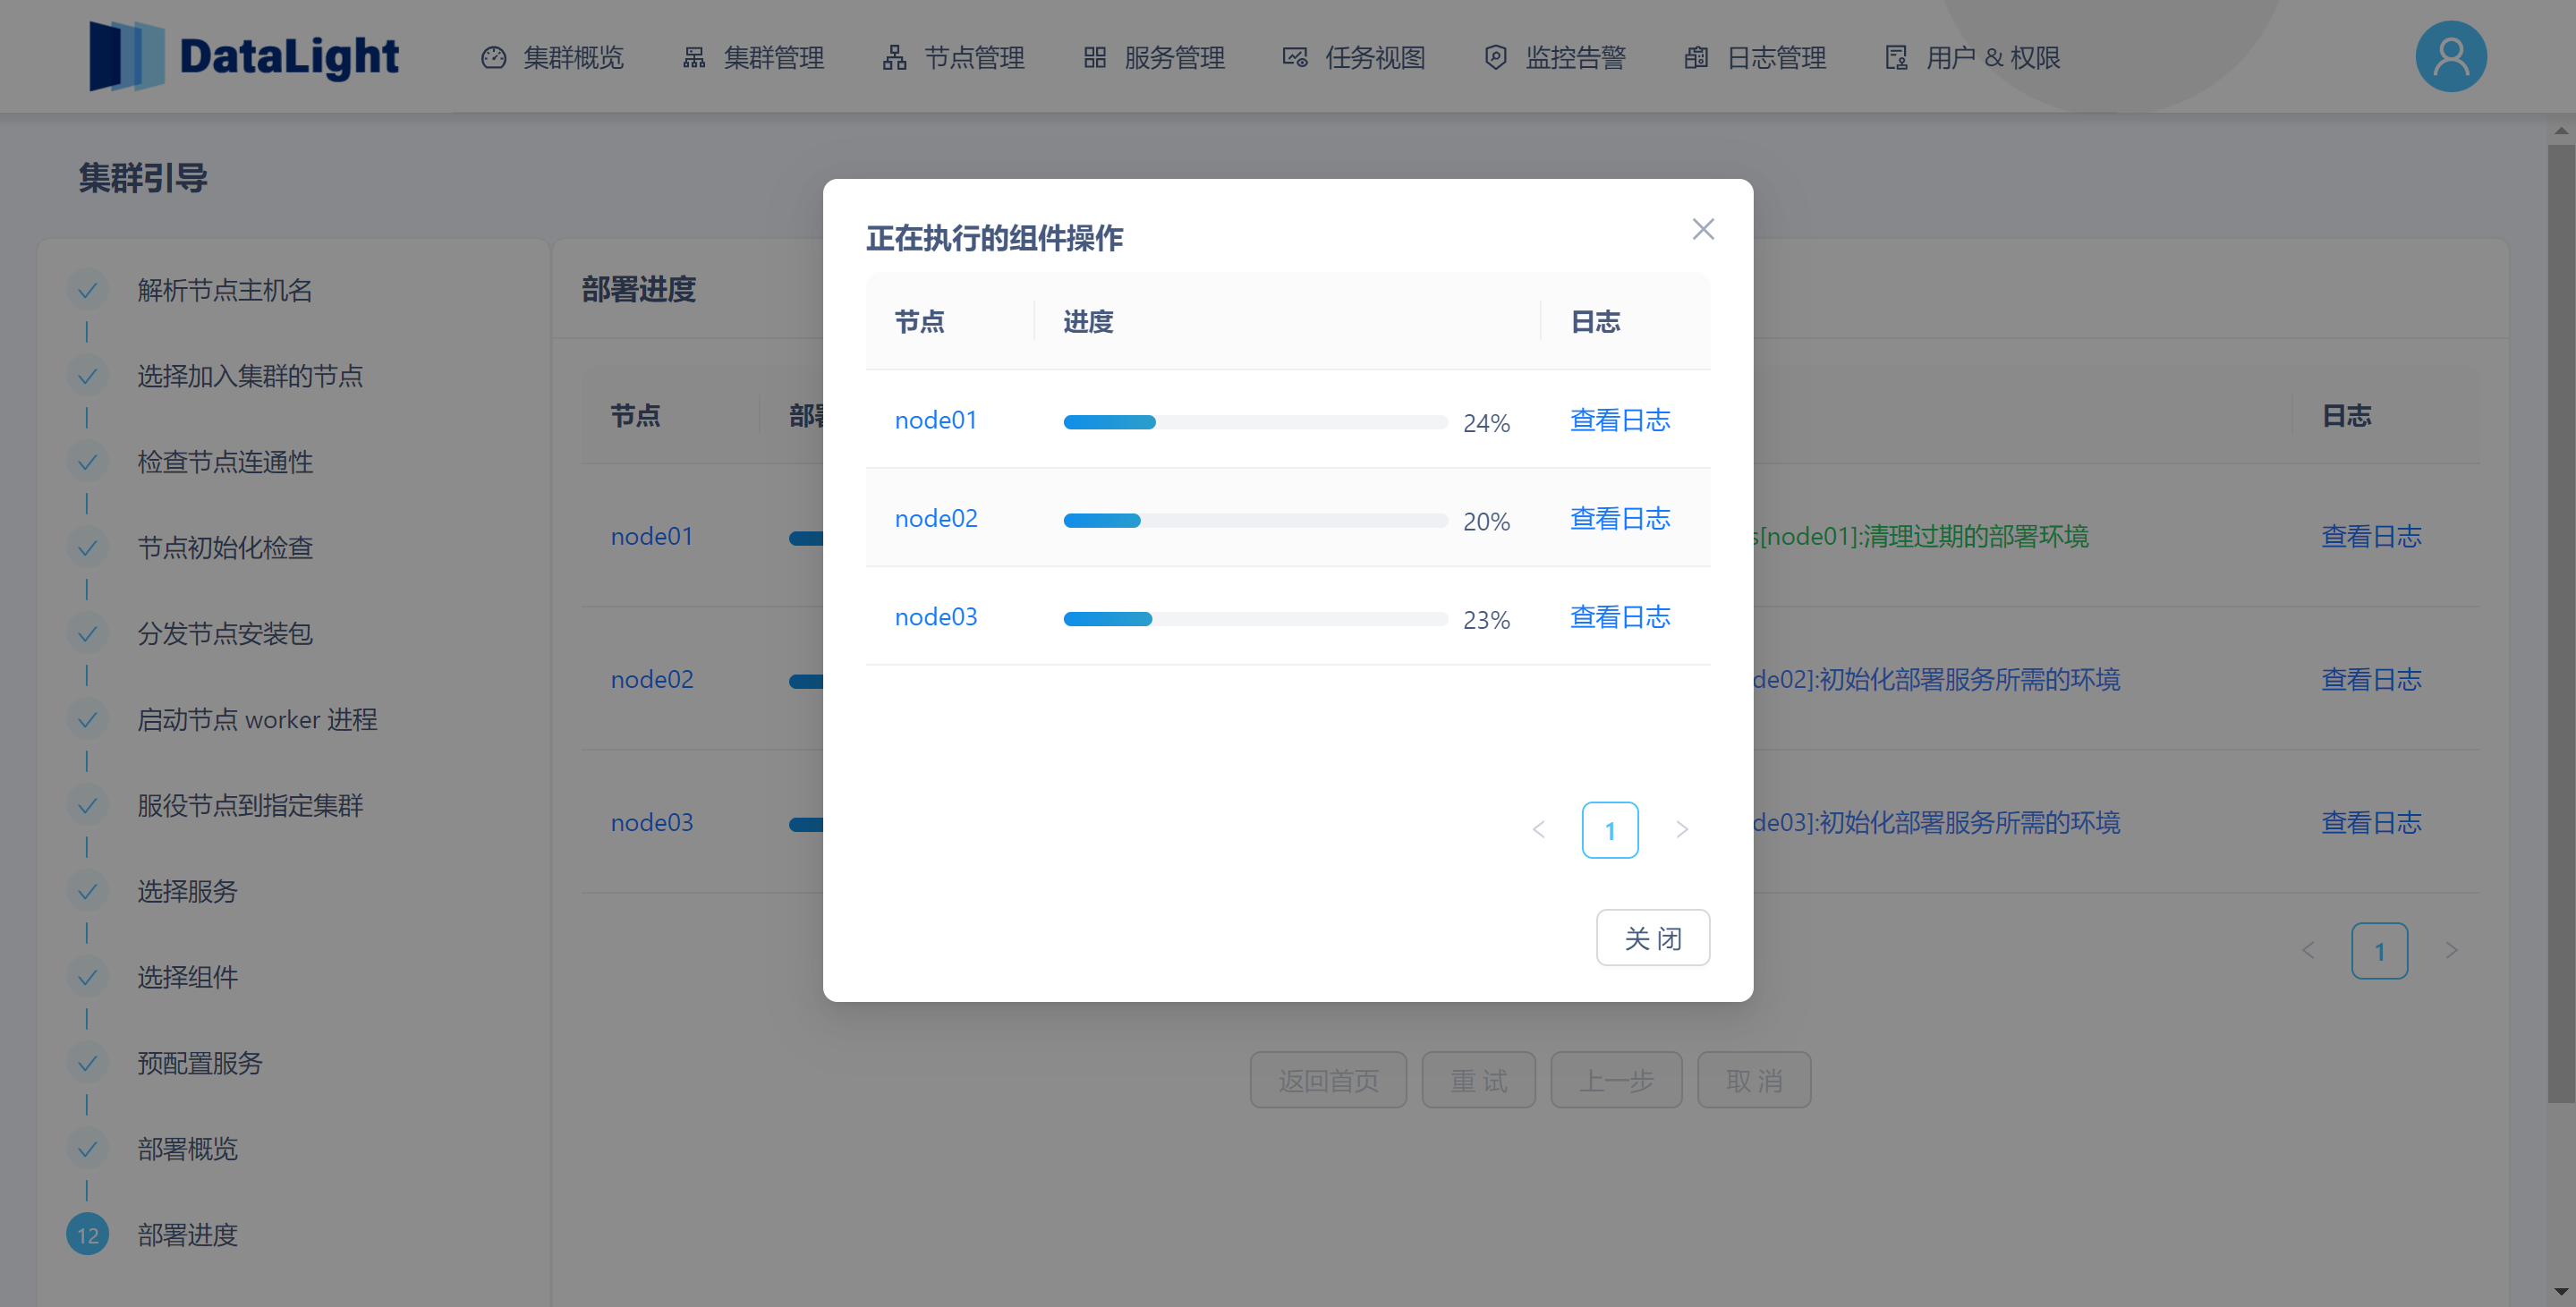 DataLight
集群概览
集群管理
节点管理
服务管理
任务视图
监控告警
日志管理
用户 & 权限
集群引导
解析节点主机名
选择加入集群的节点
检查节点连通性
节点初始化检查
分发节点安装包
启动节点 worker 进程
服役节点到指定集群
选择服务
选择组件
预配置服务
部署概览
12 部署进度
部署进度
节点 部署 日志
node01 s[node01]:清理过期的部署环境 查看日志
node02 de02]:初始化部署服务所需的环境 查看日志
node03 de03]:初始化部署服务所需的环境 查看日志
1
返回首页 重 试 上一步 取 消
正在执行的组件操作
节点 进度 日志
node01 24% 查看日志
node02 20% 查看日志
node03 23% 查看日志
1
关 闭